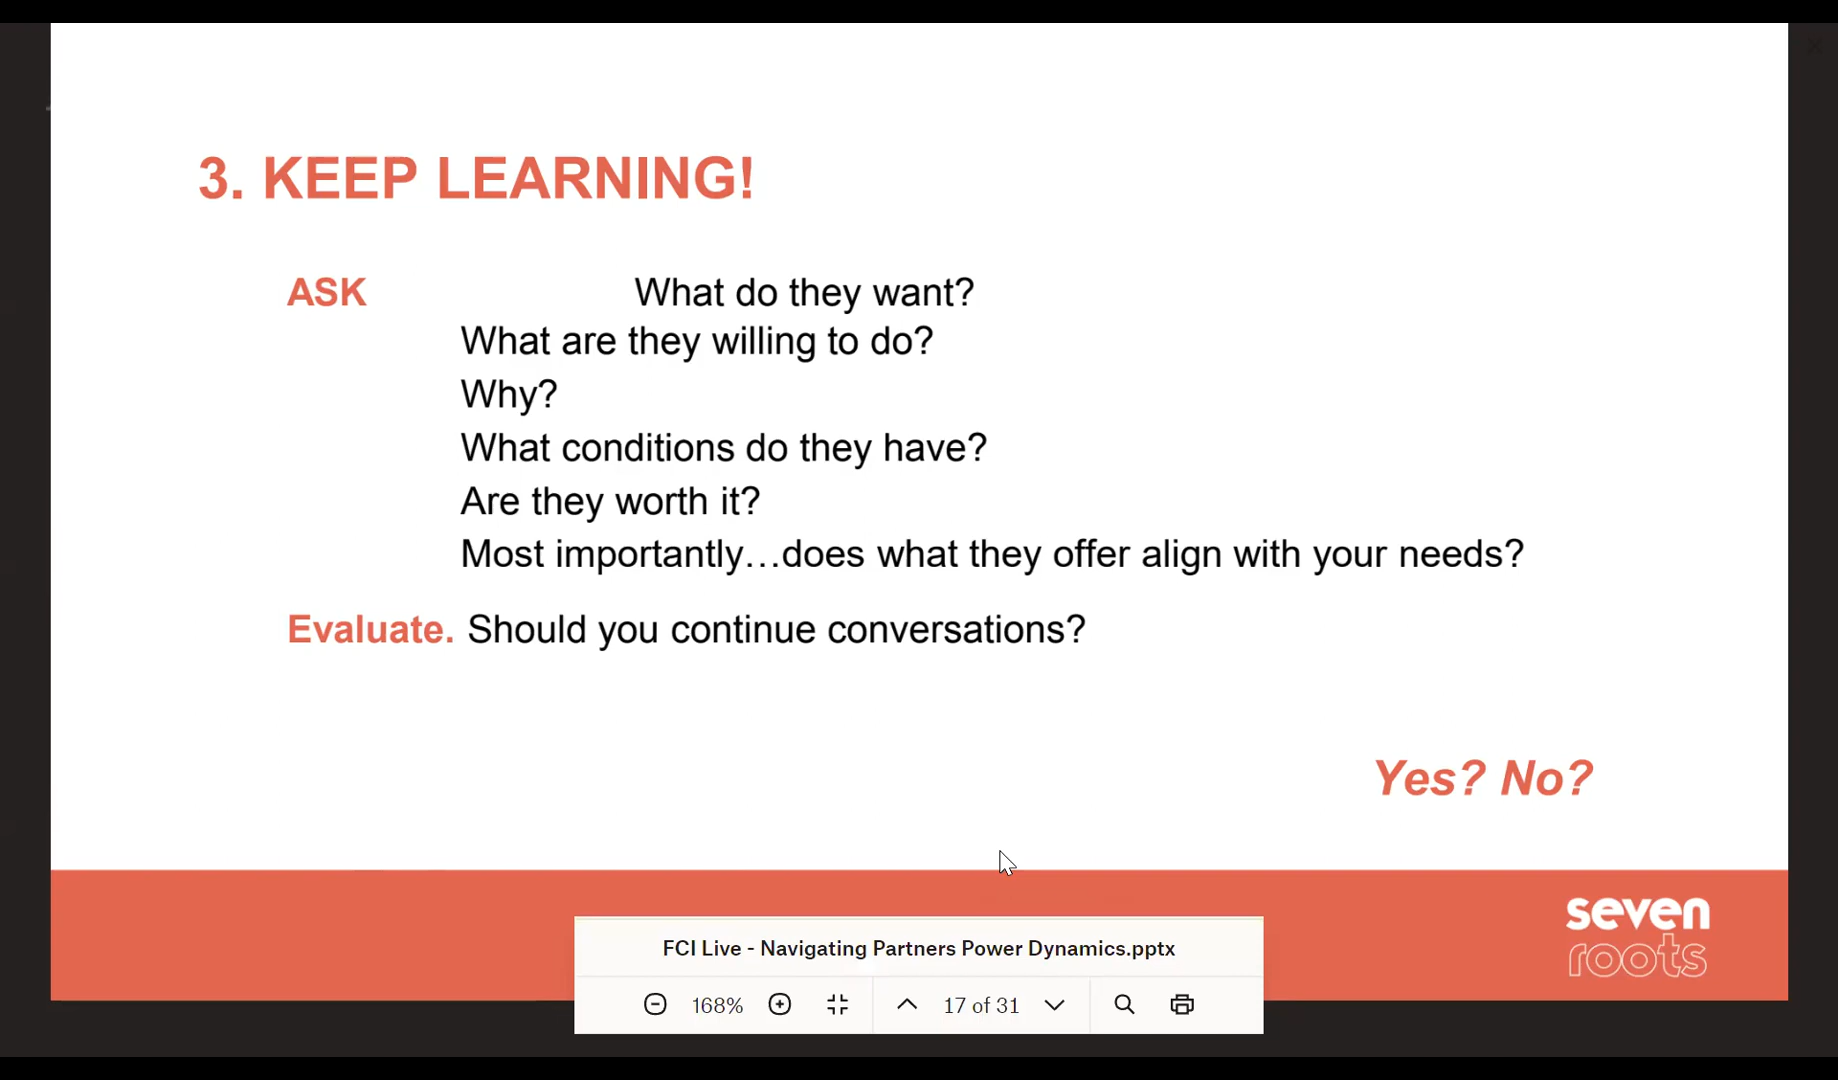 3. KEEP LEARNING!
ASK What do they want?
What are they willing to do?
Why?
What conditions do they have?
Are they worth it?
Most importantly…does what they offer align with your needs?
Evaluate. Should you continue conversations?
Yes? No?
seven
roots
FCI Live - Navigating Partners Power Dynamics.pptx
168% 17 of 31